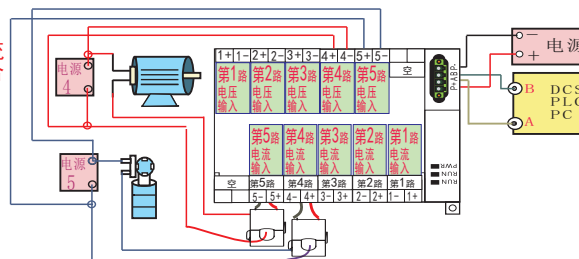 1+ 1- 2+ 2- 3+ 3- 4+ 4- 5+ 5-
空
第1路 第2路 第3路 第4路 第5路
电压 电压 电压 电压 电压
输入 输入 输入 输入 输入
P+ A B P-
电源
4
电源
5
第5路 第4路 第3路 第2路 第1路
电流 电流 电流 电流 电流
输入 输入 输入 输入 输入
PWR
RUN
RUN
空 第5路 第4路 第3路 第2路 第1路
5- 5+ 4- 4+ 3- 3+ 2- 2+ 1- 1+
电源
−
+
B
A
DCS
PLC
PC